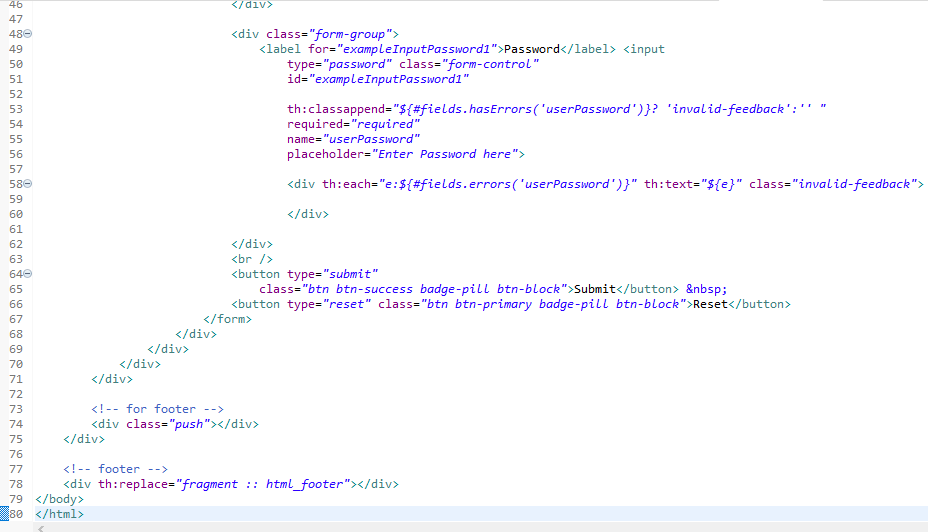 46 </div>
47
48 <div class="form-group">
49 <label for="exampleInputPassword1">Password</label> <input
50 type="password" class="form-control"
51 id="exampleInputPassword1"
52
53 th:classappend="${#fields.hasErrors('userPassword')}? 'invalid-feedback':'' "
54 required="required"
55 name="userPassword"
56 placeholder="Enter Password here">
57
58 <div th:each="e:${#fields.errors('userPassword')}" th:text="${e}" class="invalid-feedback">
59
60 </div>
61
62 </div>
63 <br />
64 <button type="submit"
65 class="btn btn-success badge-pill btn-block">Submit</button> &nbsp;
66 <button type="reset" class="btn btn-primary badge-pill btn-block">Reset</button>
67 </form>
68 </div>
69 </div>
70 </div>
71 </div>
72
73 <!-- for footer -->
74 <div class="push"></div>
75 </div>
76
77 <!-- footer -->
78 <div th:replace="fragment :: html_footer"></div>
79 </body>
80 </html>